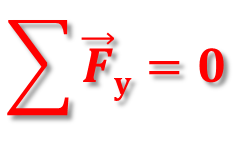 ∑ F⃗y = 0